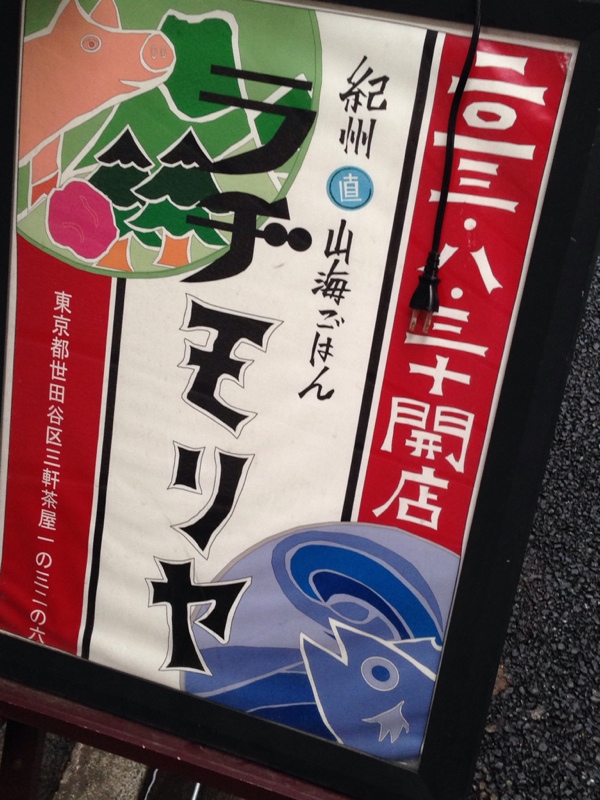 二〇一三・八・三十開店
紀州直山海ごはん
ラヂモリヤ
東京都世田谷区三軒茶屋一の三二の六